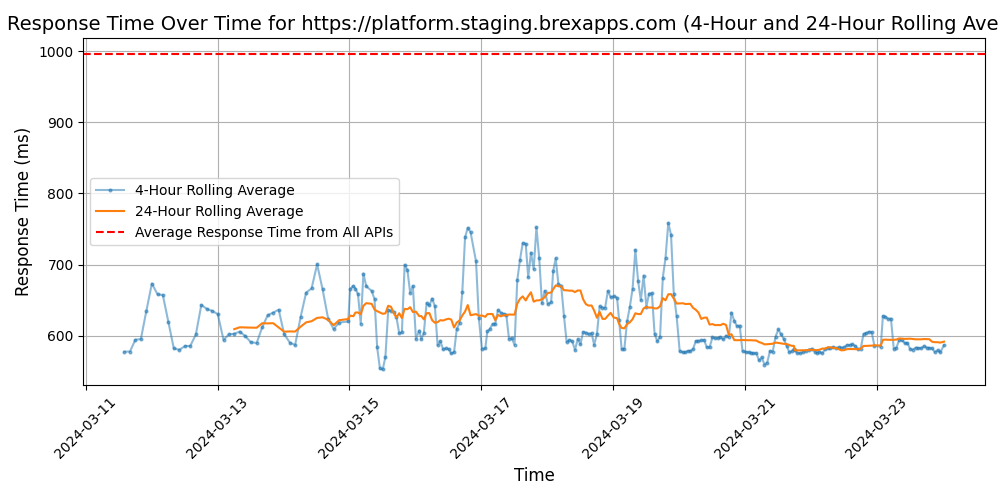 Response Time Over Time for https://platform.staging.brexapps.com (4-Hour and 24-Hour Rolling Ave
Response Time (ms)
1000
900
800
700
600
4-Hour Rolling Average
24-Hour Rolling Average
Average Response Time from All APIs
2024-03-11
2024-03-13
2024-03-15
2024-03-17
2024-03-19
2024-03-21
2024-03-23
Time